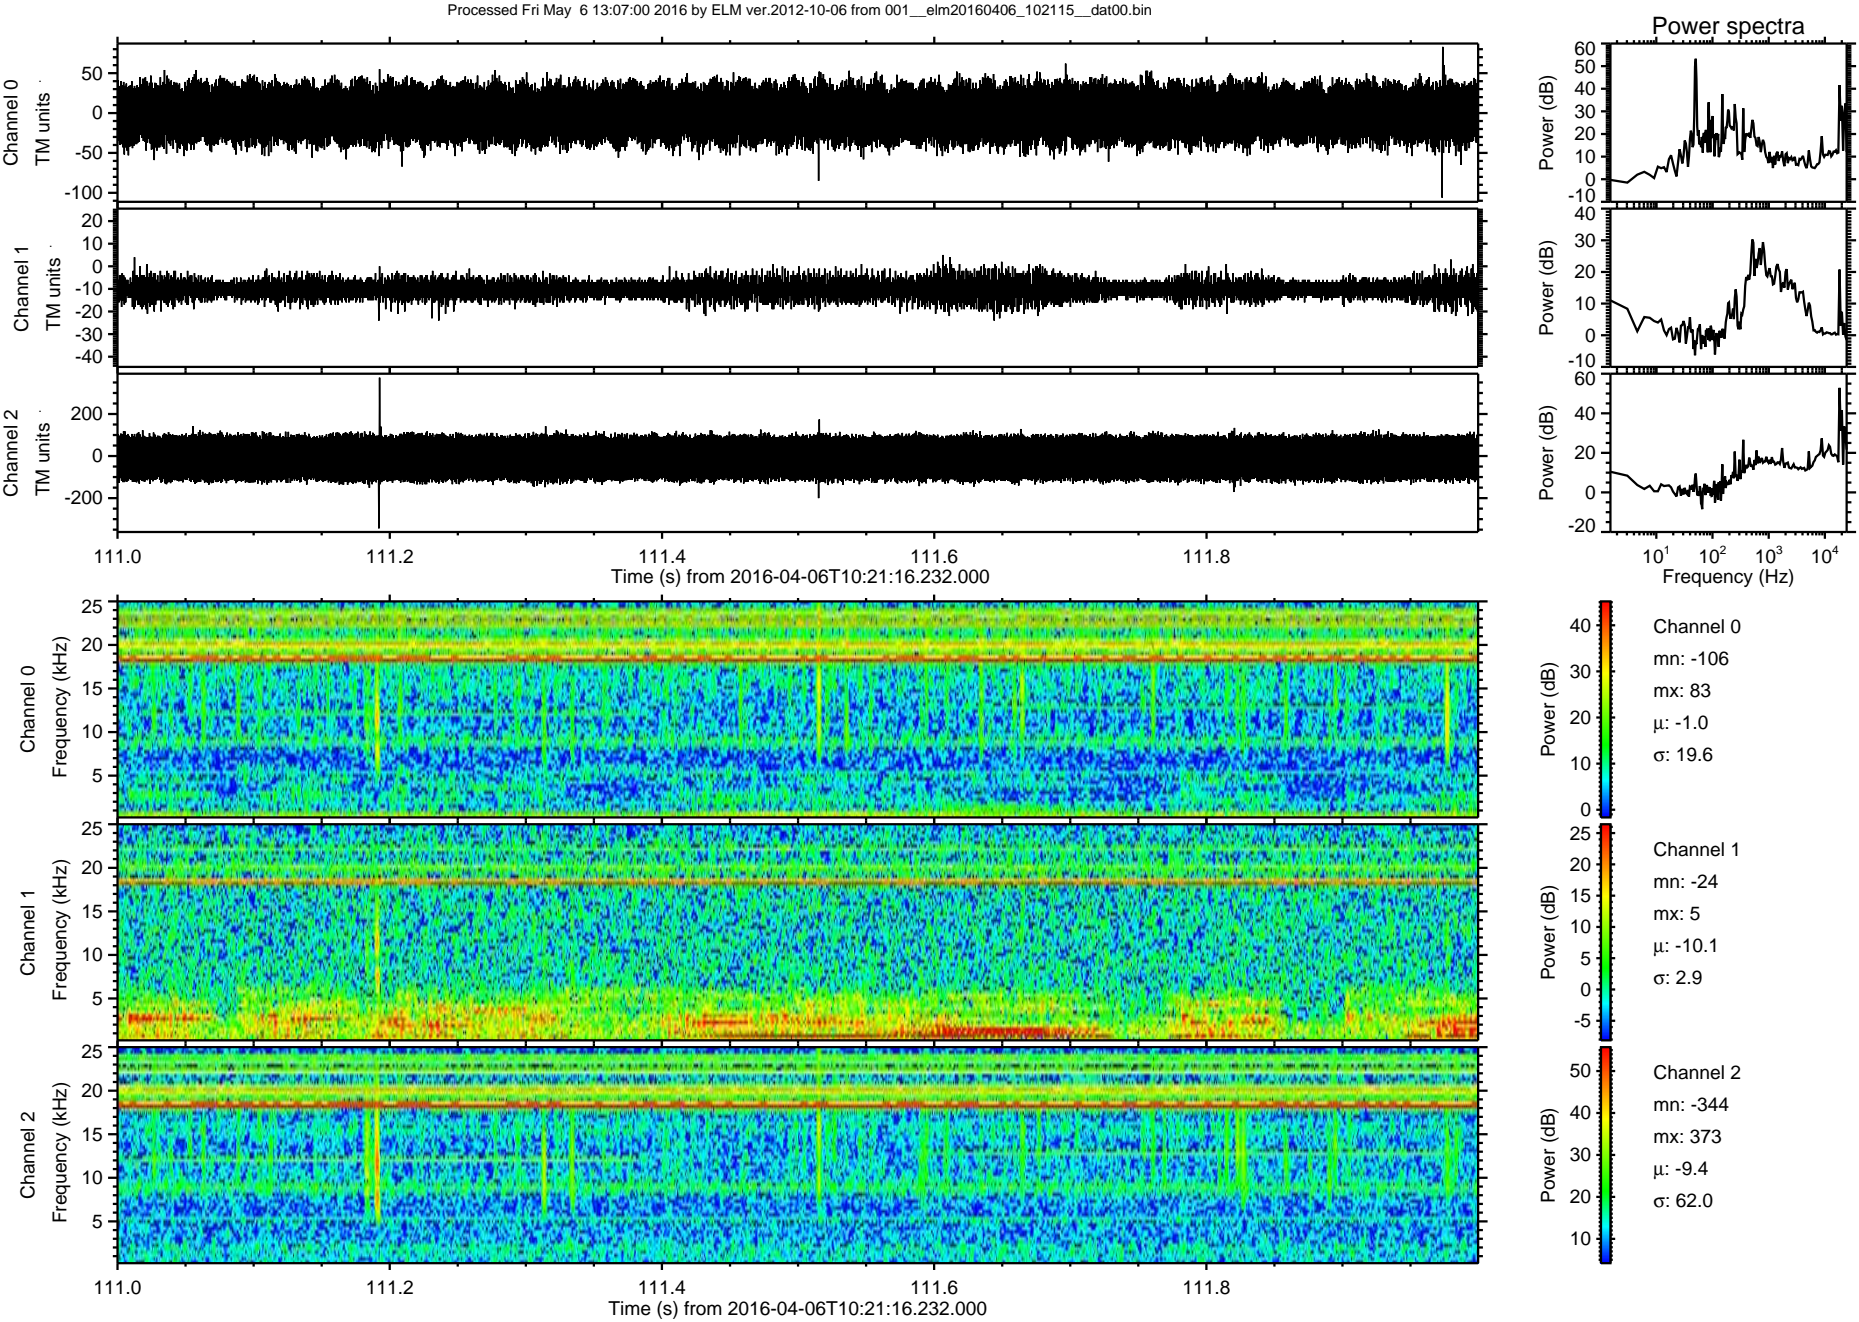 Processed Fri May  6 13:07:00 2016 by ELM ver.2012-10-06 from 001__elm20160406_102115__dat00.bin
Power spectra
Channel 0
TM units
50
0
-50
-100
Power (dB)
60
50
40
30
20
10
0
-10
Channel 1
TM units
20
10
0
-10
-20
-30
-40
Power (dB)
40
30
20
10
0
-10
Channel 2
TM units
200
0
-200
Power (dB)
60
40
20
0
-20
111.0 111.2 111.4 111.6 111.8
Time (s) from 2016-04-06T10:21:16.232.000
10^1 10^2 10^3 10^4
Frequency (Hz)
Channel 0
Frequency (kHz)
25
20
15
10
5
Power (dB)
40
30
20
10
0
Channel 0
mn: -106
mx: 83
μ: -1.0
σ: 19.6
Channel 1
Frequency (kHz)
25
20
15
10
5
Power (dB)
25
20
15
10
5
0
-5
Channel 1
mn: -24
mx: 5
μ: -10.1
σ: 2.9
Channel 2
Frequency (kHz)
25
20
15
10
5
Power (dB)
50
40
30
20
10
Channel 2
mn: -344
mx: 373
μ: -9.4
σ: 62.0
111.0 111.2 111.4 111.6 111.8
Time (s) from 2016-04-06T10:21:16.232.000